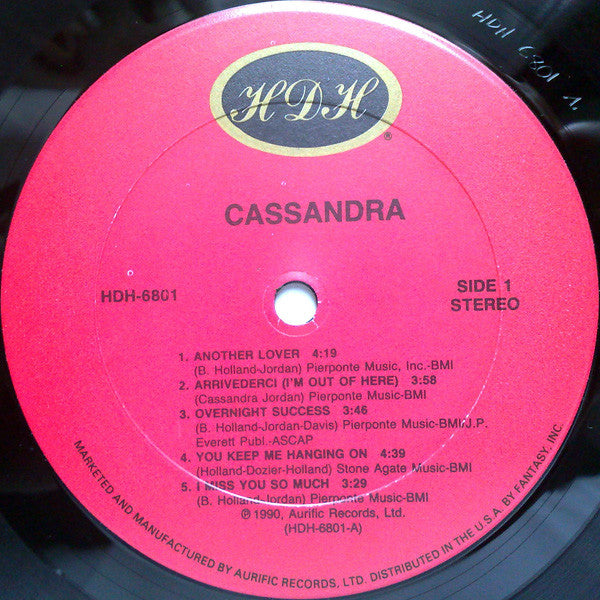 HDH 6801 A.
HDH
®
CASSANDRA
HDH-6801
SIDE 1
STEREO
1. ANOTHER LOVER 4:19
(B. Holland-Jordan) Pierponte Music, Inc.-BMI
2. ARRIVEDERCI (I'M OUT OF HERE) 3:58
(Cassandra Jordan) Pierponte Music-BMI
3. OVERNIGHT SUCCESS 3:46
(B. Holland-Jordan-Davis) Pierponte Music-BMI/J.P.
Everett Publ.-ASCAP
4. YOU KEEP ME HANGING ON 4:39
(Holland-Dozier-Holland) Stone Agate Music-BMI
5. I MISS YOU SO MUCH 3:29
(B. Holland-Jordan) Pierponte Music-BMI
℗ 1990, Aurific Records, Ltd.
(HDH-6801-A)
MARKETED AND MANUFACTURED BY AURIFIC RECORDS, LTD. DISTRIBUTED IN THE U.S.A. BY FANTASY, INC.